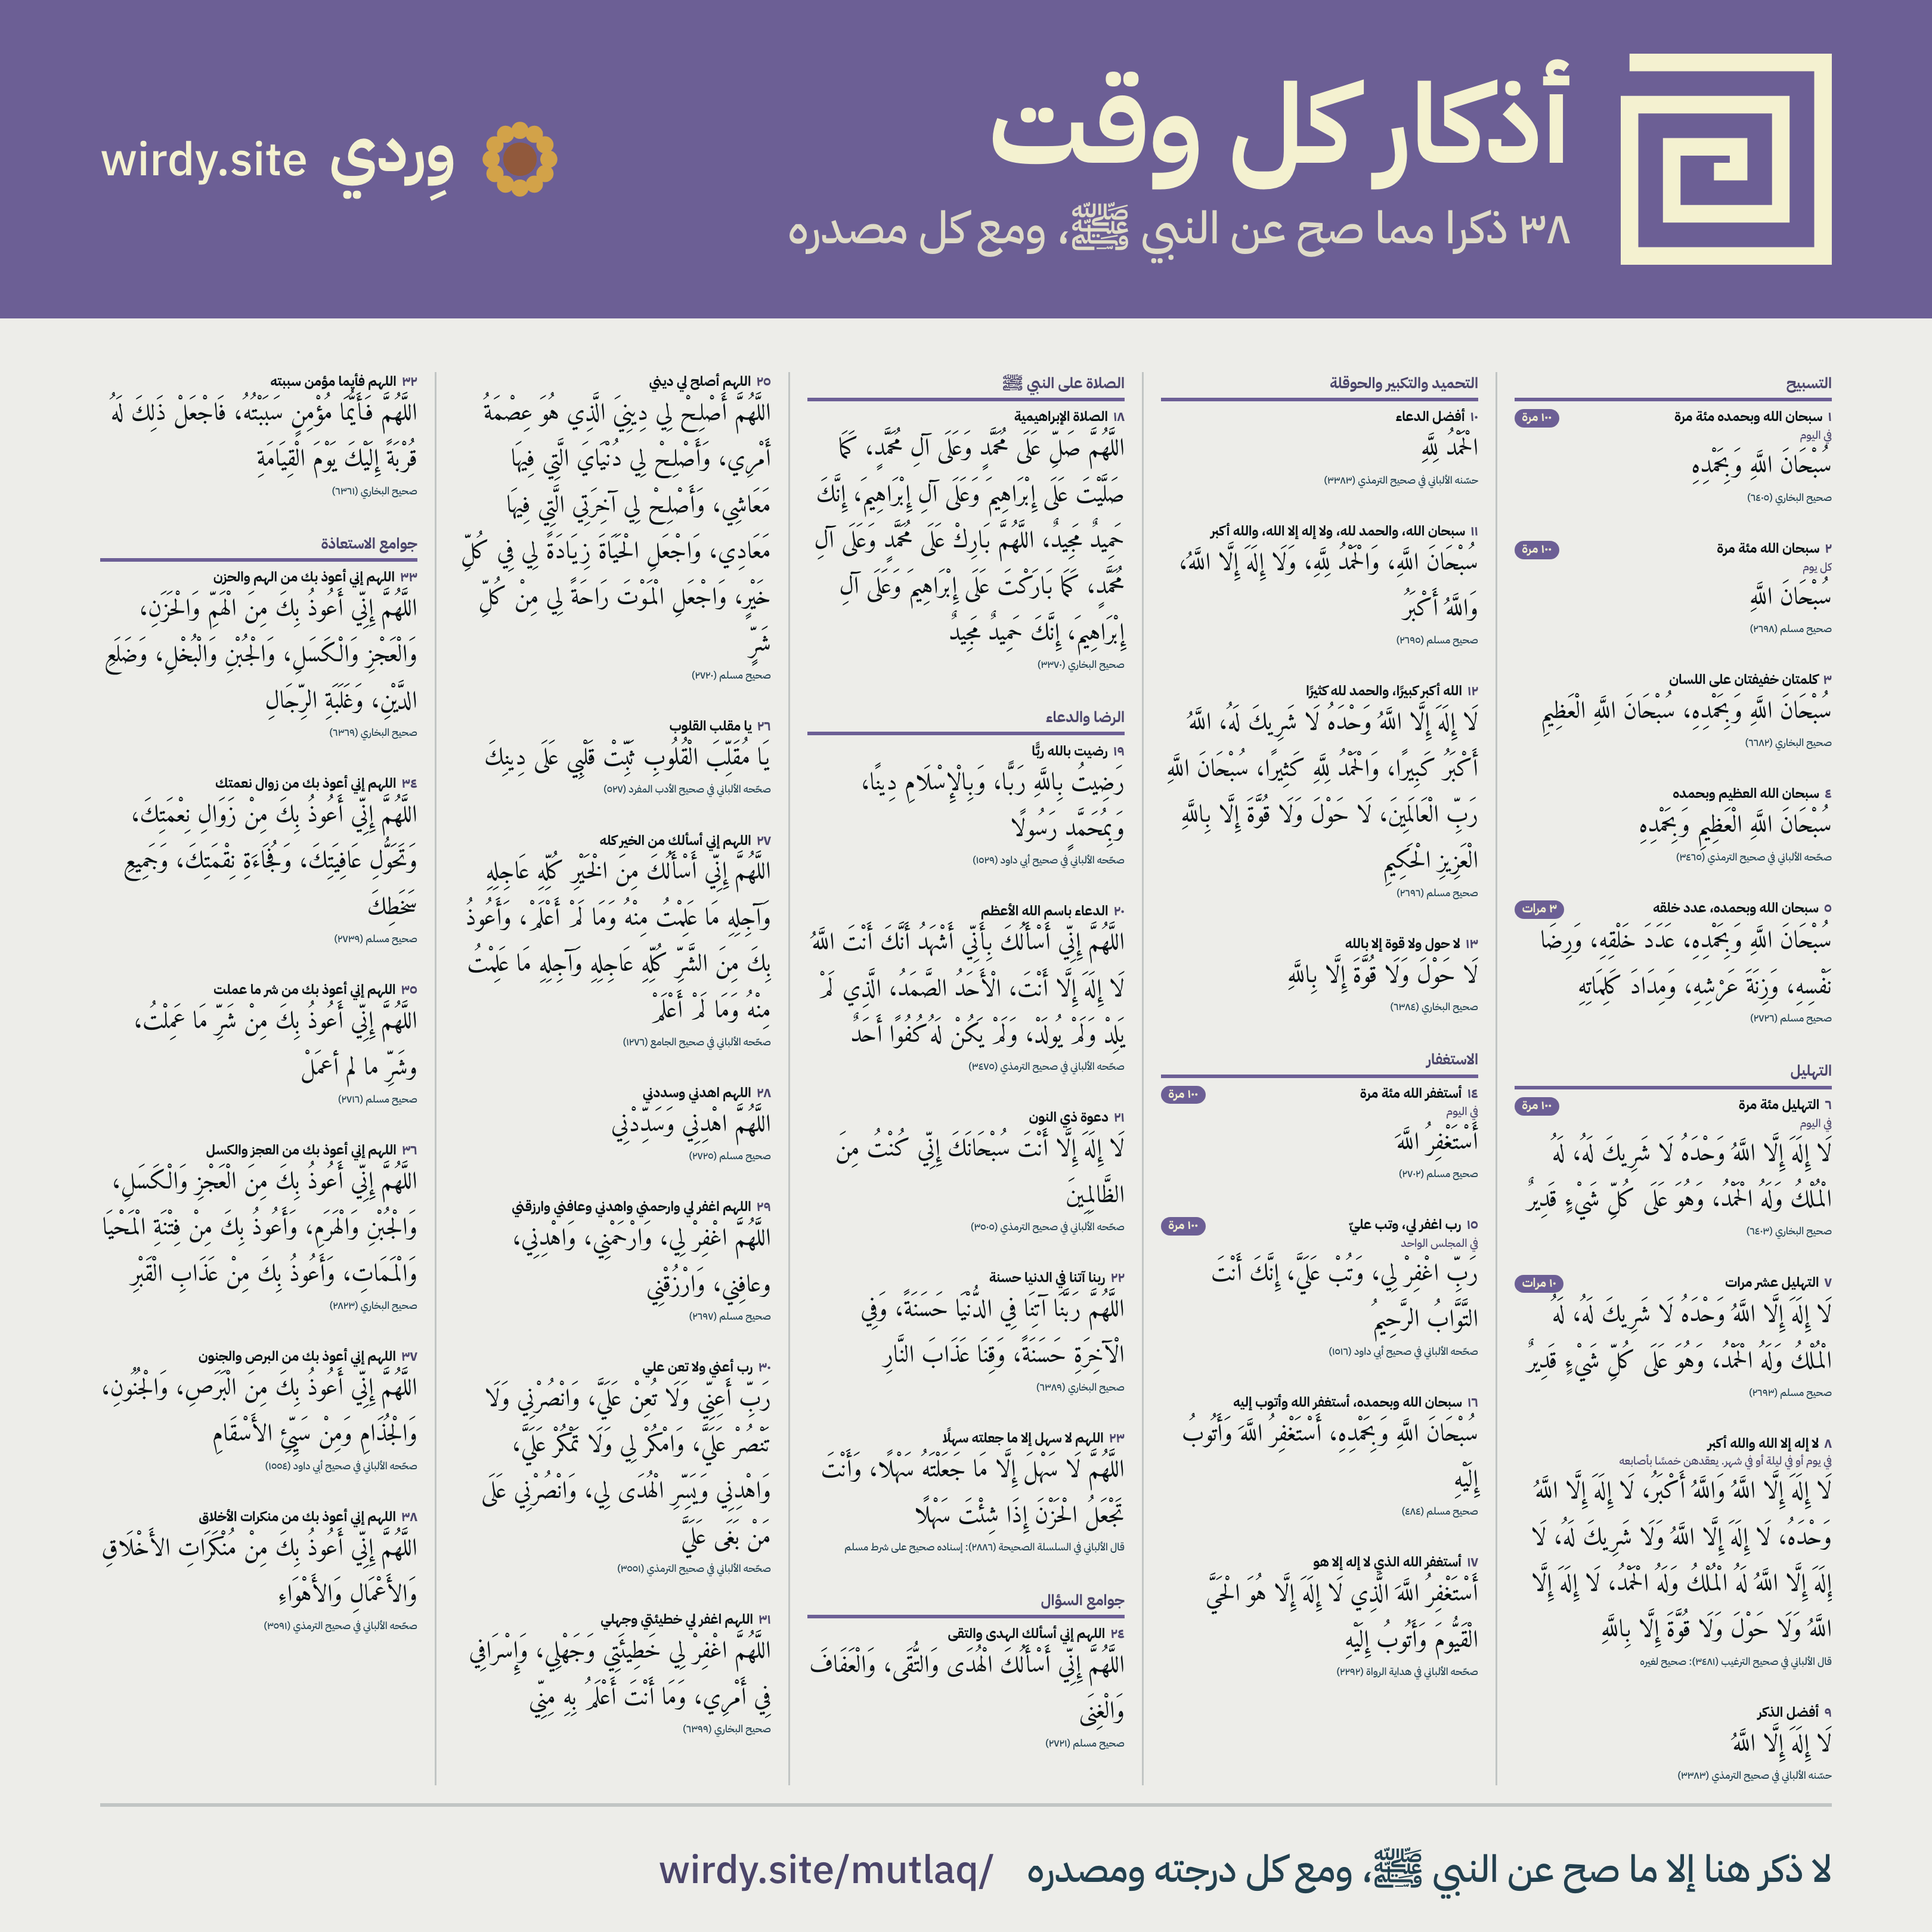 أذكار كل وقت
٣٨ ذكرا مما صح عن النبي ﷺ، ومع كل مصدره
وِردي wirdy.site
التسبيح
١ سبحان الله وبحمده مئة مرة ١٠٠ مرة
في اليوم
سُبْحَانَ اللَّهِ وَبِحَمْدِهِ
صحيح البخاري (٦٤٠٥)
٢ سبحان الله مئة مرة ١٠٠ مرة
كل يوم
سُبْحَانَ اللَّهِ
صحيح مسلم (٢٦٩٨)
٣ كلمتان خفيفتان على اللسان
سُبْحَانَ اللَّهِ وَبِحَمْدِهِ، سُبْحَانَ اللَّهِ الْعَظِيمِ
صحيح البخاري (٦٦٨٢)
٤ سبحان الله العظيم وبحمده
سُبْحَانَ اللَّهِ الْعَظِيمِ وَبِحَمْدِهِ
صحّحه الألباني في صحيح الترمذي (٣٤٦٥)
٥ سبحان الله وبحمده، عدد خلقه ٣ مرات
سُبْحَانَ اللَّهِ وَبِحَمْدِهِ، عَدَدَ خَلْقِهِ، وَرِضَا
نَفْسِهِ، وَزِنَةَ عَرْشِهِ، وَمِدَادَ كَلِمَاتِهِ
صحيح مسلم (٢٧٢٦)
التهليل
٦ التهليل مئة مرة ١٠٠ مرة
في اليوم
لَا إِلَهَ إِلَّا اللَّهُ وَحْدَهُ لَا شَرِيكَ لَهُ، لَهُ
الْمُلْكُ وَلَهُ الْحَمْدُ، وَهُوَ عَلَى كُلِّ شَيْءٍ قَدِيرٌ
صحيح البخاري (٦٤٠٣)
٧ التهليل عشر مرات ١٠ مرات
لَا إِلَهَ إِلَّا اللَّهُ وَحْدَهُ لَا شَرِيكَ لَهُ، لَهُ
الْمُلْكُ وَلَهُ الْحَمْدُ، وَهُوَ عَلَى كُلِّ شَيْءٍ قَدِيرٌ
صحيح مسلم (٢٦٩٣)
٨ لا إله إلا الله والله أكبر
في يوم أو في ليلة أو في شهر. يعقدهن خمسًا بأصابعه
لَا إِلَهَ إِلَّا اللَّهُ وَاللَّهُ أَكْبَرُ، لَا إِلَهَ إِلَّا اللَّهُ
وَحْدَهُ، لَا إِلَهَ إِلَّا اللَّهُ وَلَا شَرِيكَ لَهُ، لَا
إِلَهَ إِلَّا اللَّهُ لَهُ الْمُلْكُ وَلَهُ الْحَمْدُ، لَا إِلَهَ إِلَّا
اللَّهُ وَلَا حَوْلَ وَلَا قُوَّةَ إِلَّا بِاللَّهِ
قال الألباني في صحيح الترغيب (٣٤٨١): صحيح لغيره
٩ أفضل الذكر
لَا إِلَهَ إِلَّا اللَّهُ
حسّنه الألباني في صحيح الترمذي (٣٣٨٣)
التحميد والتكبير والحوقلة
١٠ أفضل الدعاء
الْحَمْدُ لِلَّهِ
حسّنه الألباني في صحيح الترمذي (٣٣٨٣)
١١ سبحان الله، والحمد لله، ولا إله إلا الله، والله أكبر
سُبْحَانَ اللَّهِ، وَالْحَمْدُ لِلَّهِ، وَلَا إِلَهَ إِلَّا اللَّهُ،
وَاللَّهُ أَكْبَرُ
صحيح مسلم (٢٦٩٥)
١٢ الله أكبر كبيرًا، والحمد لله كثيرًا
لَا إِلَهَ إِلَّا اللَّهُ وَحْدَهُ لَا شَرِيكَ لَهُ، اللَّهُ
أَكْبَرُ كَبِيرًا، وَالْحَمْدُ لِلَّهِ كَثِيرًا، سُبْحَانَ اللَّهِ
رَبِّ الْعَالَمِينَ، لَا حَوْلَ وَلَا قُوَّةَ إِلَّا بِاللَّهِ
الْعَزِيزِ الْحَكِيمِ
صحيح مسلم (٢٦٩٦)
١٣ لا حول ولا قوة إلا بالله
لَا حَوْلَ وَلَا قُوَّةَ إِلَّا بِاللَّهِ
صحيح البخاري (٦٣٨٤)
الاستغفار
١٤ أستغفر الله مئة مرة ١٠٠ مرة
في اليوم
أَسْتَغْفِرُ اللَّهَ
صحيح مسلم (٢٧٠٢)
١٥ رب اغفر لي، وتب عليّ ١٠٠ مرة
في المجلس الواحد
رَبِّ اغْفِرْ لِي، وَتُبْ عَلَيَّ، إِنَّكَ أَنْتَ
التَّوَّابُ الرَّحِيمُ
صحّحه الألباني في صحيح أبي داود (١٥١٦)
١٦ سبحان الله وبحمده، أستغفر الله وأتوب إليه
سُبْحَانَ اللَّهِ وَبِحَمْدِهِ، أَسْتَغْفِرُ اللَّهَ وَأَتُوبُ
إِلَيْهِ
صحيح مسلم (٤٨٤)
١٧ أستغفر الله الذي لا إله إلا هو
أَسْتَغْفِرُ اللَّهَ الَّذِي لَا إِلَهَ إِلَّا هُوَ الْحَيَّ
الْقَيُّومَ وَأَتُوبُ إِلَيْهِ
صحّحه الألباني في هداية الرواة (٢٢٩٢)
الصلاة على النبي ﷺ
١٨ الصلاة الإبراهيمية
اللَّهُمَّ صَلِّ عَلَى مُحَمَّدٍ وَعَلَى آلِ مُحَمَّدٍ، كَمَا
صَلَّيْتَ عَلَى إِبْرَاهِيمَ وَعَلَى آلِ إِبْرَاهِيمَ، إِنَّكَ
حَمِيدٌ مَجِيدٌ، اللَّهُمَّ بَارِكْ عَلَى مُحَمَّدٍ وَعَلَى آلِ
مُحَمَّدٍ، كَمَا بَارَكْتَ عَلَى إِبْرَاهِيمَ وَعَلَى آلِ
إِبْرَاهِيمَ، إِنَّكَ حَمِيدٌ مَجِيدٌ
صحيح البخاري (٣٣٧٠)
الرضا والدعاء
١٩ رضيت بالله ربًّا
رَضِيتُ بِاللَّهِ رَبًّا، وَبِالْإِسْلَامِ دِينًا،
وَبِمُحَمَّدٍ رَسُولًا
صحّحه الألباني في صحيح أبي داود (١٥٢٩)
٢٠ الدعاء باسم الله الأعظم
اللَّهُمَّ إِنِّي أَسْأَلُكَ بِأَنِّي أَشْهَدُ أَنَّكَ أَنْتَ اللَّهُ
لَا إِلَهَ إِلَّا أَنْتَ، الْأَحَدُ الصَّمَدُ، الَّذِي لَمْ
يَلِدْ وَلَمْ يُولَدْ، وَلَمْ يَكُنْ لَهُ كُفُوًا أَحَدٌ
صحّحه الألباني في صحيح الترمذي (٣٤٧٥)
٢١ دعوة ذي النون
لَا إِلَهَ إِلَّا أَنْتَ سُبْحَانَكَ إِنِّي كُنْتُ مِنَ
الظَّالِمِينَ
صحّحه الألباني في صحيح الترمذي (٣٥٠٥)
٢٢ ربنا آتنا في الدنيا حسنة
اللَّهُمَّ رَبَّنَا آتِنَا فِي الدُّنْيَا حَسَنَةً، وَفِي
الْآخِرَةِ حَسَنَةً، وَقِنَا عَذَابَ النَّارِ
صحيح البخاري (٦٣٨٩)
٢٣ اللهم لا سهل إلا ما جعلته سهلًا
اللَّهُمَّ لَا سَهْلَ إِلَّا مَا جَعَلْتَهُ سَهْلًا، وَأَنْتَ
تَجْعَلُ الْحَزْنَ إِذَا شِئْتَ سَهْلًا
قال الألباني في السلسلة الصحيحة (٢٨٨٦): إسناده صحيح على شرط مسلم
جوامع السؤال
٢٤ اللهم إني أسألك الهدى والتقى
اللَّهُمَّ إِنِّي أَسْأَلُكَ الْهُدَى وَالتُّقَى، وَالْعَفَافَ
وَالْغِنَى
صحيح مسلم (٢٧٢١)
٢٥ اللهم أصلح لي ديني
اللَّهُمَّ أَصْلِحْ لِي دِينِيَ الَّذِي هُوَ عِصْمَةُ
أَمْرِي، وَأَصْلِحْ لِي دُنْيَايَ الَّتِي فِيهَا
مَعَاشِي، وَأَصْلِحْ لِي آخِرَتِي الَّتِي فِيهَا
مَعَادِي، وَاجْعَلِ الْحَيَاةَ زِيَادَةً لِي فِي كُلِّ
خَيْرٍ، وَاجْعَلِ الْمَوْتَ رَاحَةً لِي مِنْ كُلِّ
شَرٍّ
صحيح مسلم (٢٧٢٠)
٢٦ يا مقلب القلوب
يَا مُقَلِّبَ الْقُلُوبِ ثَبِّتْ قَلْبِي عَلَى دِينِكَ
صحّحه الألباني في صحيح الأدب المفرد (٥٢٧)
٢٧ اللهم إني أسألك من الخير كله
اللَّهُمَّ إِنِّي أَسْأَلُكَ مِنَ الْخَيْرِ كُلِّهِ عَاجِلِهِ
وَآجِلِهِ مَا عَلِمْتُ مِنْهُ وَمَا لَمْ أَعْلَمْ، وَأَعُوذُ
بِكَ مِنَ الشَّرِّ كُلِّهِ عَاجِلِهِ وَآجِلِهِ مَا عَلِمْتُ
مِنْهُ وَمَا لَمْ أَعْلَمْ
صحّحه الألباني في صحيح الجامع (١٢٧٦)
٢٨ اللهم اهدني وسددني
اللَّهُمَّ اهْدِنِي وَسَدِّدْنِي
صحيح مسلم (٢٧٢٥)
٢٩ اللهم اغفر لي وارحمني واهدني وعافني وارزقني
اللَّهُمَّ اغْفِرْ لِي، وَارْحَمْنِي، وَاهْدِنِي،
وعافِنِي، وَارْزُقْنِي
صحيح مسلم (٢٦٩٧)
٣٠ رب أعني ولا تعن علي
رَبِّ أَعِنِّي وَلَا تُعِنْ عَلَيَّ، وَانْصُرْنِي وَلَا
تَنْصُرْ عَلَيَّ، وَامْكُرْ لِي وَلَا تَمْكُرْ عَلَيَّ،
وَاهْدِنِي وَيَسِّرِ الْهُدَى لِي، وَانْصُرْنِي عَلَى
مَنْ بَغَى عَلَيَّ
صحّحه الألباني في صحيح الترمذي (٣٥٥١)
٣١ اللهم اغفر لي خطيئتي وجهلي
اللَّهُمَّ اغْفِرْ لِي خَطِيئَتِي وَجَهْلِي، وَإِسْرَافِي
فِي أَمْرِي، وَمَا أَنْتَ أَعْلَمُ بِهِ مِنِّي
صحيح البخاري (٦٣٩٩)
٣٢ اللهم فأيما مؤمن سببته
اللَّهُمَّ فَأَيُّمَا مُؤْمِنٍ سَبَبْتُهُ، فَاجْعَلْ ذَلِكَ لَهُ
قُرْبَةً إِلَيْكَ يَوْمَ الْقِيَامَةِ
صحيح البخاري (٦٣٦١)
جوامع الاستعاذة
٣٣ اللهم إني أعوذ بك من الهم والحزن
اللَّهُمَّ إِنِّي أَعُوذُ بِكَ مِنَ الْهَمِّ وَالْحَزَنِ،
وَالْعَجْزِ وَالْكَسَلِ، وَالْجُبْنِ وَالْبُخْلِ، وَضَلَعِ
الدَّيْنِ، وَغَلَبَةِ الرِّجَالِ
صحيح البخاري (٦٣٦٩)
٣٤ اللهم إني أعوذ بك من زوال نعمتك
اللَّهُمَّ إِنِّي أَعُوذُ بِكَ مِنْ زَوَالِ نِعْمَتِكَ،
وَتَحَوُّلِ عَافِيَتِكَ، وَفُجَاءَةِ نِقْمَتِكَ، وَجَمِيعِ
سَخَطِكَ
صحيح مسلم (٢٧٣٩)
٣٥ اللهم إني أعوذ بك من شر ما عملت
اللَّهُمَّ إِنِّي أَعُوذُ بِكَ مِنْ شَرِّ مَا عَمِلْتُ،
وشَرِّ ما لم أعمَلْ
صحيح مسلم (٢٧١٦)
٣٦ اللهم إني أعوذ بك من العجز والكسل
اللَّهُمَّ إِنِّي أَعُوذُ بِكَ مِنَ الْعَجْزِ وَالْكَسَلِ،
وَالْجُبْنِ وَالْهَرَمِ، وَأَعُوذُ بِكَ مِنْ فِتْنَةِ الْمَحْيَا
وَالْمَمَاتِ، وَأَعُوذُ بِكَ مِنْ عَذَابِ الْقَبْرِ
صحيح البخاري (٢٨٢٣)
٣٧ اللهم إني أعوذ بك من البرص والجنون
اللَّهُمَّ إِنِّي أَعُوذُ بِكَ مِنَ الْبَرَصِ، وَالْجُنُونِ،
وَالْجُذَامِ وَمِنْ سَيِّئِ الأَسْقَامِ
صحّحه الألباني في صحيح أبي داود (١٥٥٤)
٣٨ اللهم إني أعوذ بك من منكرات الأخلاق
اللَّهُمَّ إِنِّي أَعُوذُ بِكَ مِنْ مُنْكَرَاتِ الأَخْلَاقِ
وَالأَعْمَالِ وَالأَهْوَاءِ
صحّحه الألباني في صحيح الترمذي (٣٥٩١)
لا ذكر هنا إلا ما صح عن النبي ﷺ، ومع كل درجته ومصدره wirdy.site/mutlaq/